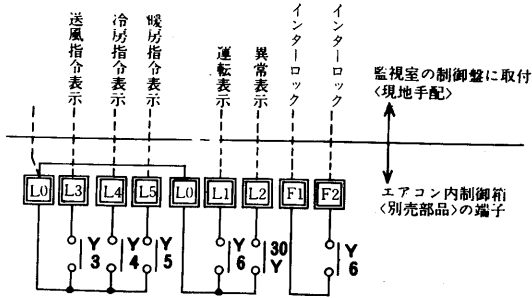 送風指令表示
冷房指令表示
暖房指令表示
運転表示
異常表示
インターロック
インターロック
監視室の制御盤に取付
〈現地手配〉
L0
L3
L4
L5
L0
L1
L2
F1
F2
エアコン内制御箱
〈別売部品〉の端子
Y
3
Y
4
Y
5
Y
6
30
Y
Y
6